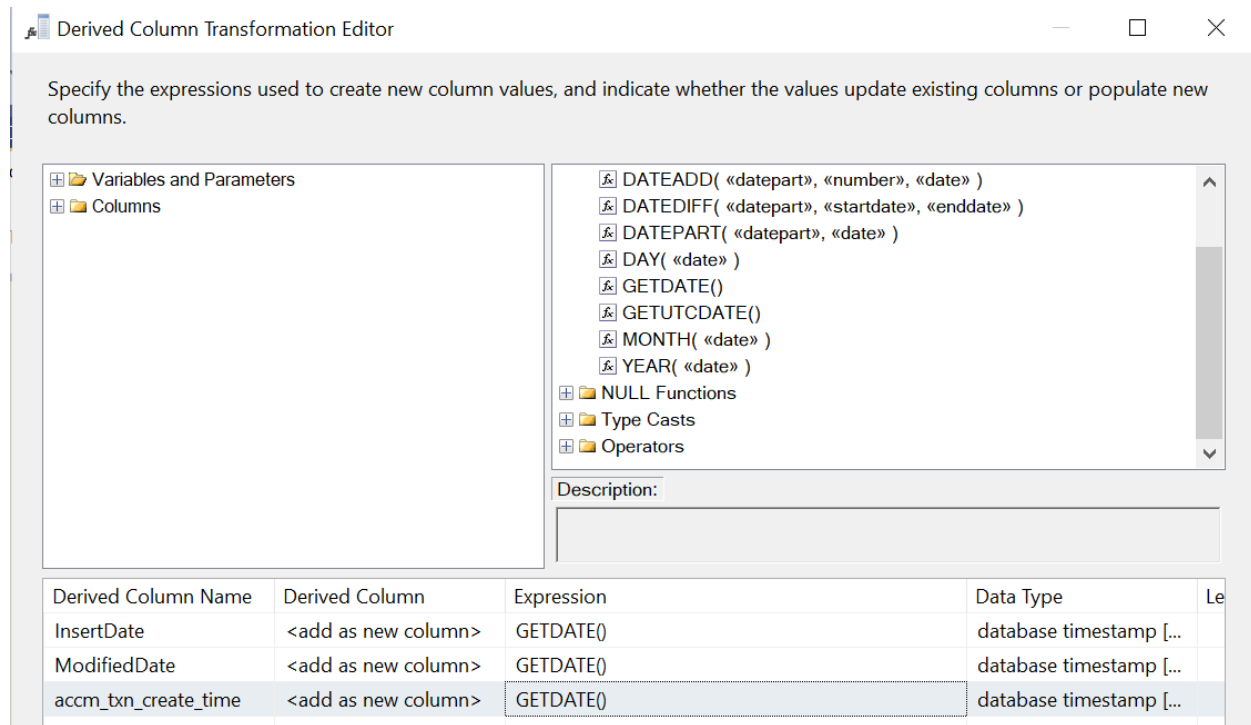 Derived Column Transformation Editor
Specify the expressions used to create new column values, and indicate whether the values update existing columns or populate new
columns.
Variables and Parameters
Columns
DATEADD( «datepart», «number», «date» )
DATEDIFF( «datepart», «startdate», «enddate» )
DATEPART( «datepart», «date» )
DAY( «date» )
GETDATE()
GETUTCDATE()
MONTH( «date» )
YEAR( «date» )
NULL Functions
Type Casts
Operators
Description:
Derived Column Name Derived Column Expression Data Type Le
InsertDate <add as new column> GETDATE() database timestamp [...
ModifiedDate <add as new column> GETDATE() database timestamp [...
accm_txn_create_time <add as new column> GETDATE() database timestamp [...